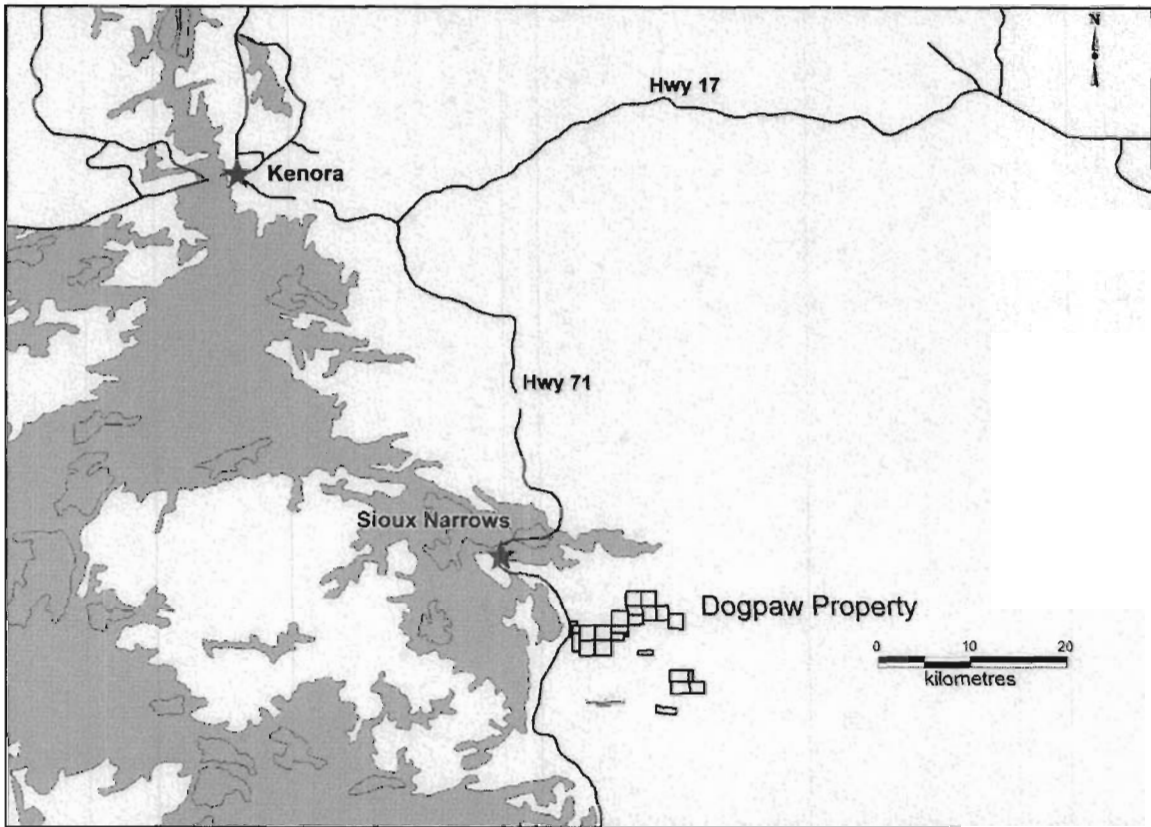 N
Hwy 17
Kenora
Hwy 71
Sioux Narrows
Dogpaw Property
0 10 20
kilometres